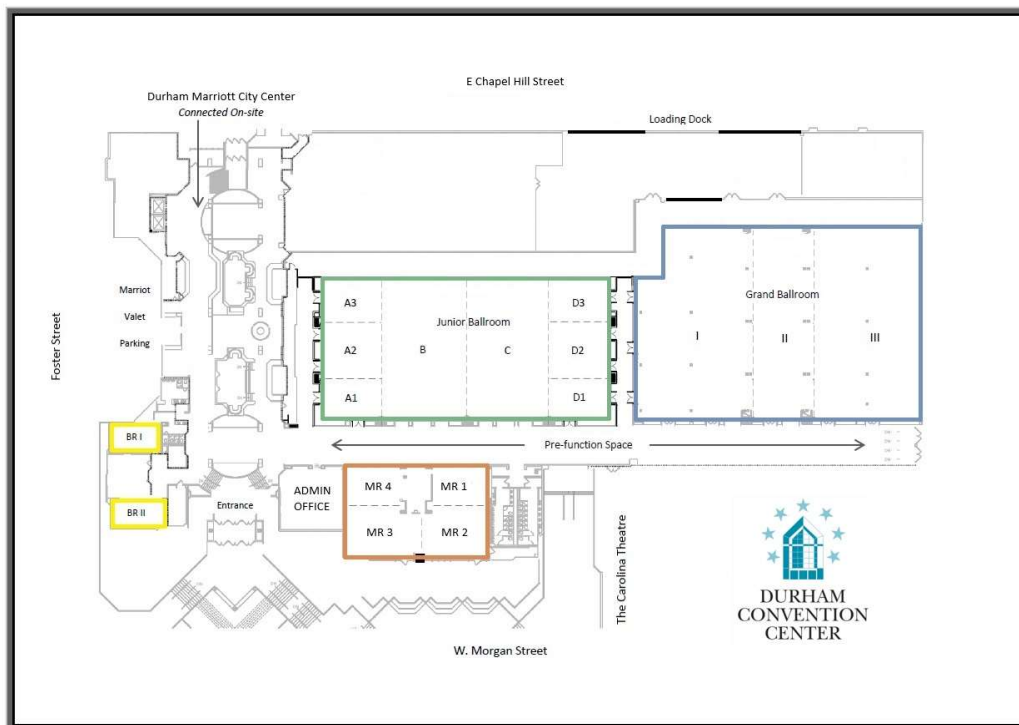 E Chapel Hill Street
Durham Marriott City Center
Connected On-site
Loading Dock
Marriot
Valet
Parking
Foster Street
A3
A2
A1
B
Junior Ballroom
C
D3
D2
D1
Grand Ballroom
I
II
III
Pre-function Space
BR I
BR II
Entrance
ADMIN
OFFICE
MR 4
MR 1
MR 3
MR 2
The Carolina Theatre
W. Morgan Street
DURHAM
CONVENTION
CENTER